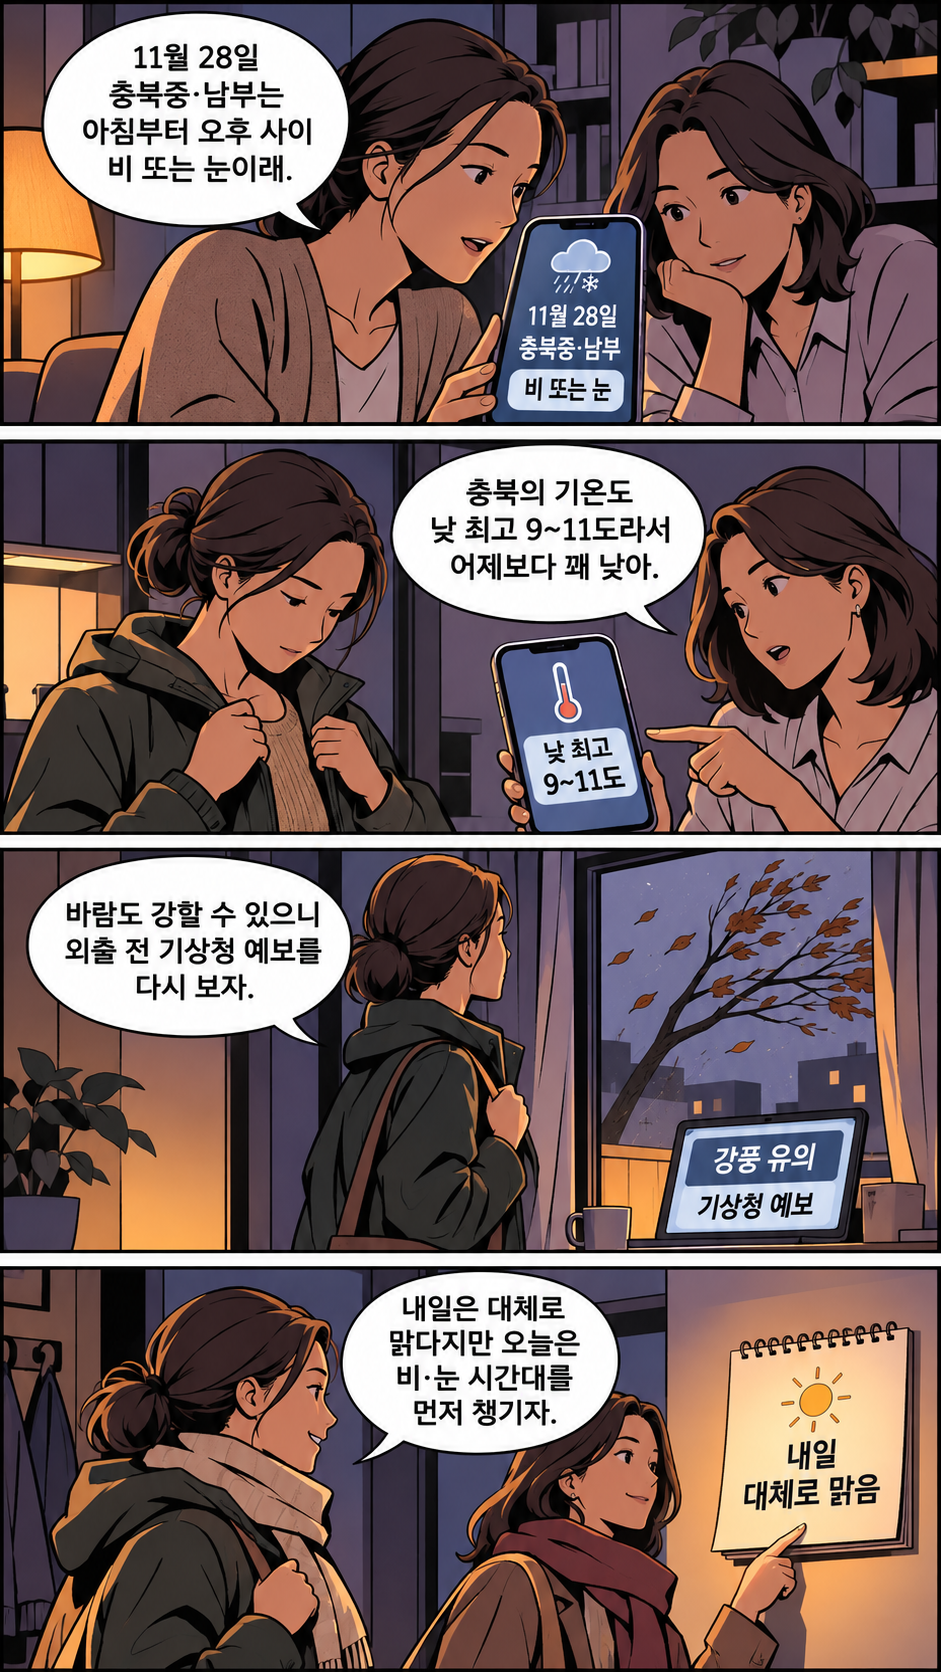 11월 28일
충북중·남부는
아침부터 오후 사이
비 또는 눈이래.
11월 28일
충북중·남부
비 또는 눈
충북의 기온도
낮 최고 9~11도라서
어제보다 꽤 낮아.
낮 최고
9~11도
바람도 강할 수 있으니
외출 전 기상청 예보를
다시 보자.
강풍 유의
기상청 예보
내일은 대체로
맑다지만 오늘은
비·눈 시간대를
먼저 챙기자.
내일
대체로 맑음